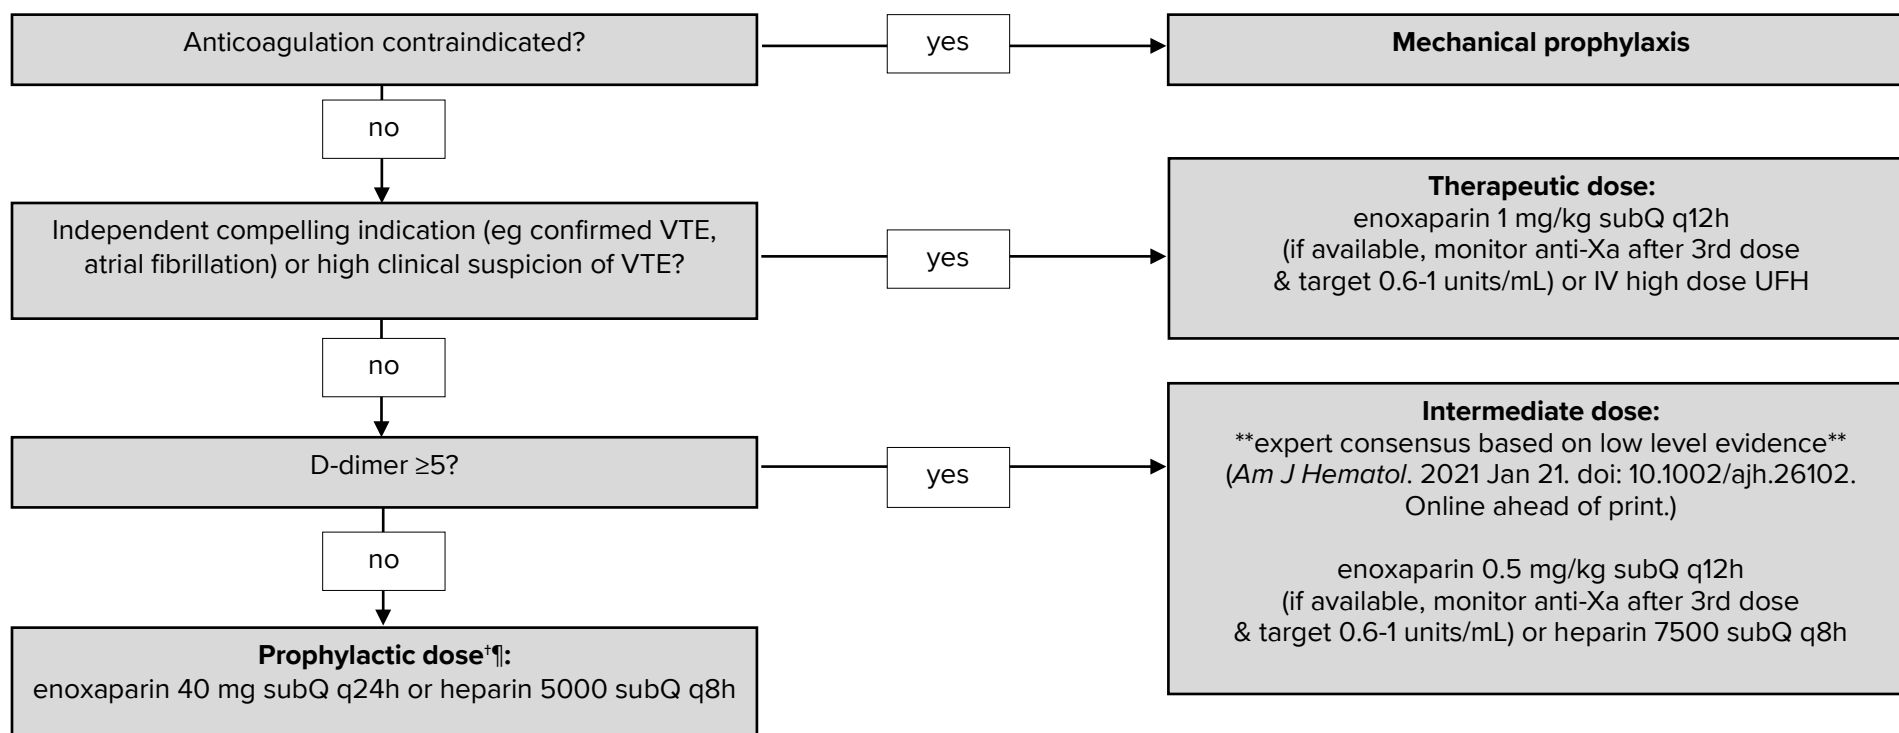 Anticoagulation contraindicated?
yes
Mechanical prophylaxis
no
Independent compelling indication (eg confirmed VTE,
atrial fibrillation) or high clinical suspicion of VTE?
yes
Therapeutic dose:
enoxaparin 1 mg/kg subQ q12h
(if available, monitor anti-Xa after 3rd dose
& target 0.6-1 units/mL) or IV high dose UFH
no
D-dimer ≥5?
yes
Intermediate dose:
**expert consensus based on low level evidence**
(Am J Hematol. 2021 Jan 21. doi: 10.1002/ajh.26102.
Online ahead of print.)
enoxaparin 0.5 mg/kg subQ q12h
(if available, monitor anti-Xa after 3rd dose
& target 0.6-1 units/mL) or heparin 7500 subQ q8h
no
Prophylactic dose†¶:
enoxaparin 40 mg subQ q24h or heparin 5000 subQ q8h